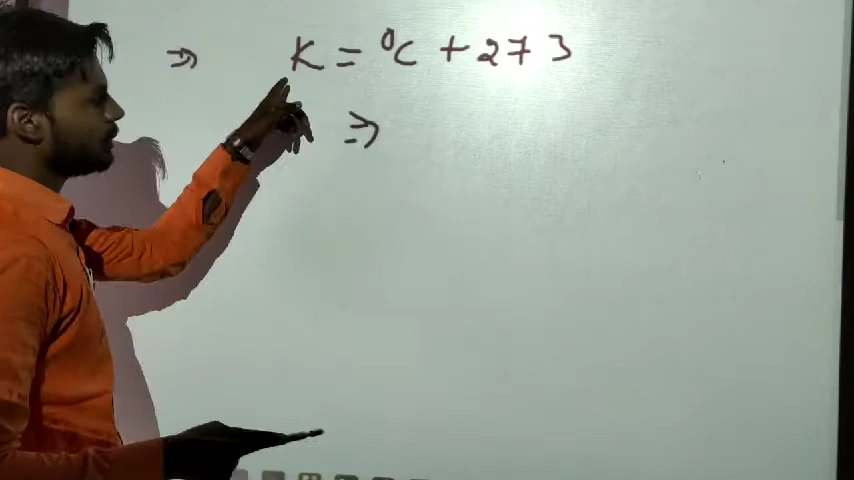 ⇒ K = °C + 273
⇒